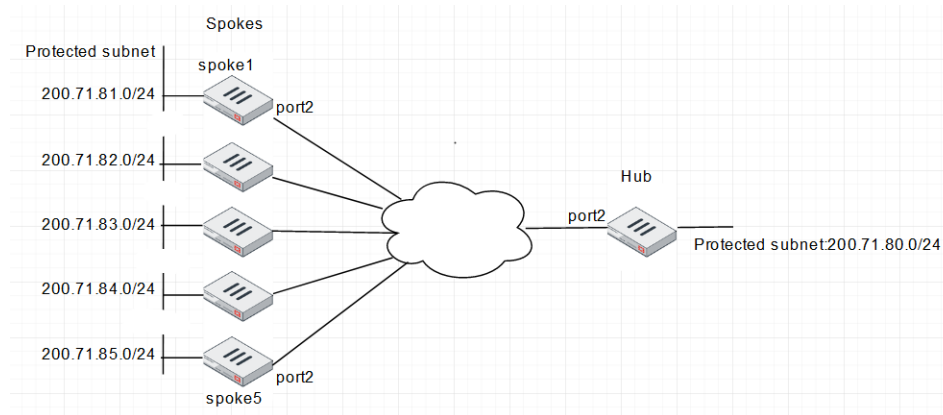 Spokes
Protected subnet
spoke1
200.71.81.0/24
port2
200.71.82.0/24
Hub
200.71.83.0/24
port2
Protected subnet:200.71.80.0/24
200.71.84.0/24
200.71.85.0/24
port2
spoke5